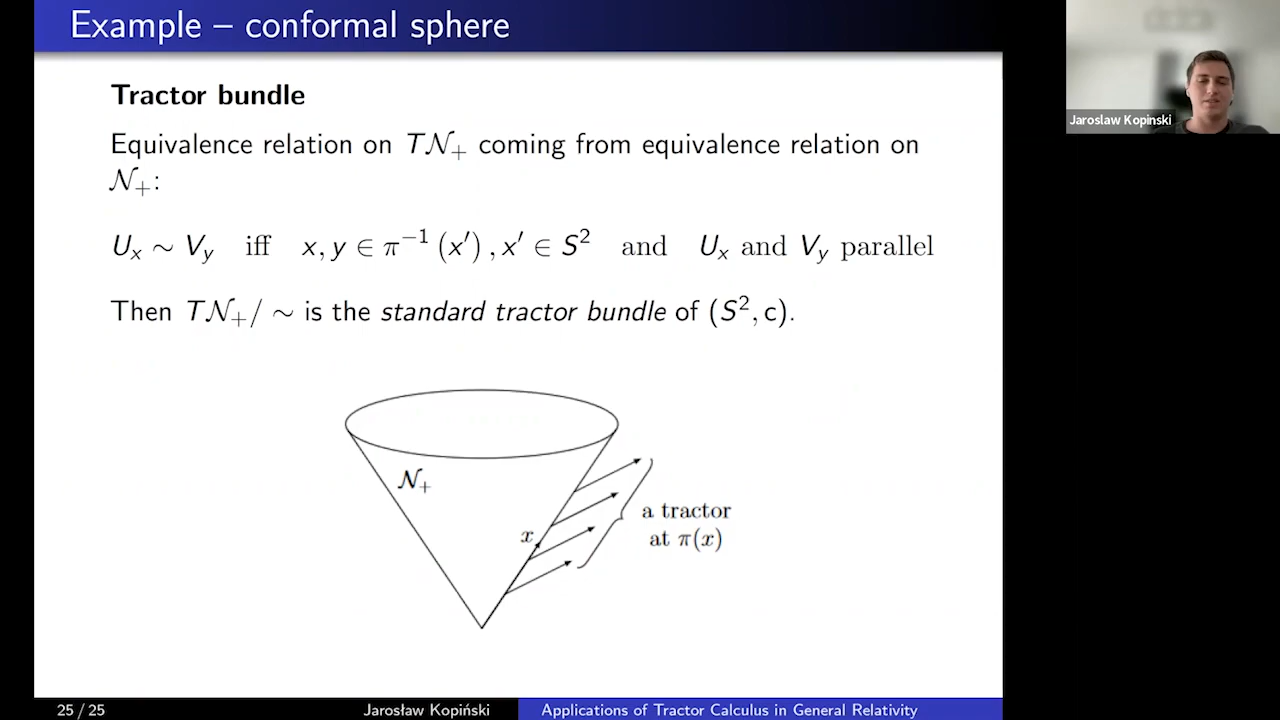 Example – conformal sphere
Jaroslaw Kopinski
Tractor bundle
Equivalence relation on T𝒩₊ coming from equivalence relation on
𝒩₊:
Uₓ ∼ Vᵧ iff x, y ∈ π⁻¹ (x′) , x′ ∈ S² and Uₓ and Vᵧ parallel
Then T𝒩₊/ ∼ is the standard tractor bundle of (S², c).
𝒩₊
x
a tractor
at π(x)
25 / 25
Jarosław Kopiński
Applications of Tractor Calculus in General Relativity